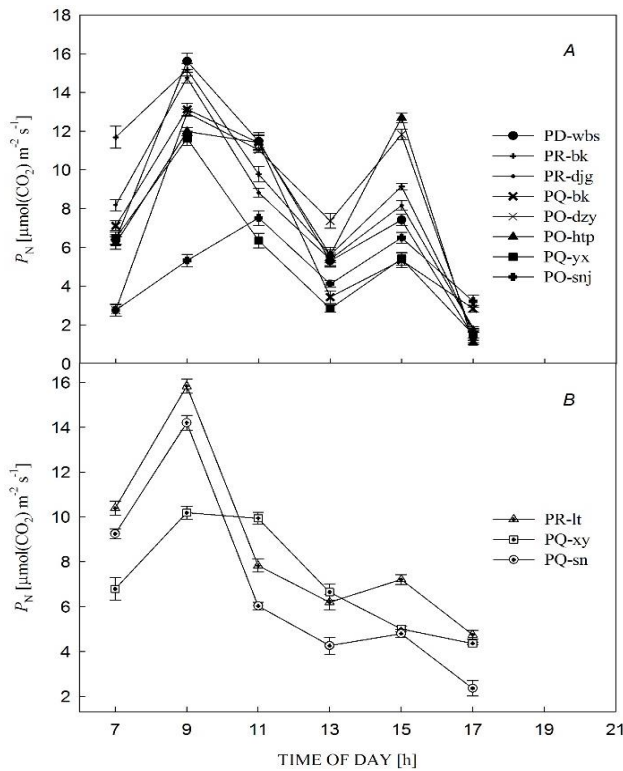 18
A
16
14
12
10
8
6
4
2
0
P_N [µmol(CO₂) m⁻² s⁻¹]
PD-wbs
PR-bk
PR-djg
PQ-bk
PO-dzy
PO-htp
PQ-yx
PO-snj
B
16
14
12
10
8
6
4
2
P_N [µmol(CO₂) m⁻² s⁻¹]
PR-lt
PQ-xy
PQ-sn
7 9 11 13 15 17 19 21
TIME OF DAY [h]